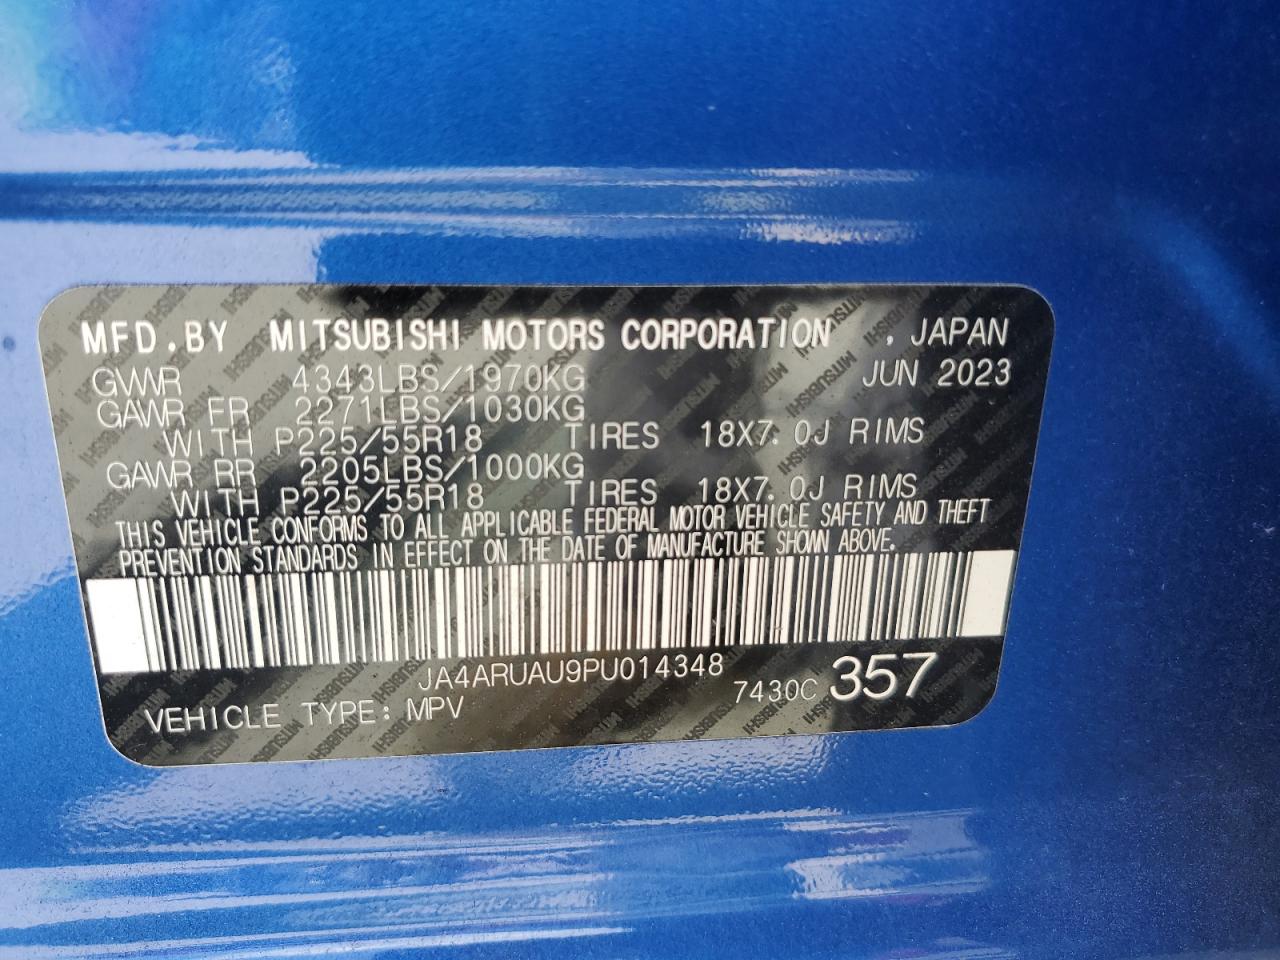 MFD.BY MITSUBISHI MOTORS CORPORATION , JAPAN
GVWR 4343LBS/1970KG JUN 2023
GAWR FR 2271LBS/1030KG
WITH P225/55R18 TIRES 18X7.0J RIMS
GAWR RR 2205LBS/1000KG
WITH P225/55R18 TIRES 18X7.0J RIMS
THIS VEHICLE CONFORMS TO ALL APPLICABLE FEDERAL MOTOR VEHICLE SAFETY AND THEFT
PREVENTION STANDARDS IN EFFECT ON THE DATE OF MANUFACTURE SHOWN ABOVE.
JA4ARUAU9PU014348
VEHICLE TYPE: MPV 7430C 357